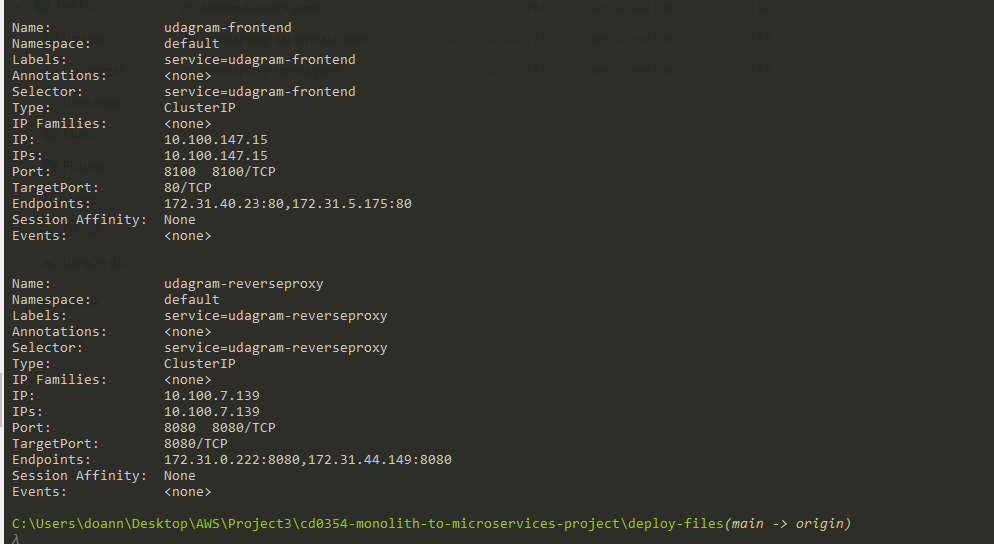 Name: udagram-frontend
Namespace: default
Labels: service=udagram-frontend
Annotations: <none>
Selector: service=udagram-frontend
Type: ClusterIP
IP Families: <none>
IP: 10.100.147.15
IPs: 10.100.147.15
Port: 8100 8100/TCP
TargetPort: 80/TCP
Endpoints: 172.31.40.23:80,172.31.5.175:80
Session Affinity: None
Events: <none>
Name: udagram-reverseproxy
Namespace: default
Labels: service=udagram-reverseproxy
Annotations: <none>
Selector: service=udagram-reverseproxy
Type: ClusterIP
IP Families: <none>
IP: 10.100.7.139
IPs: 10.100.7.139
Port: 8080 8080/TCP
TargetPort: 8080/TCP
Endpoints: 172.31.0.222:8080,172.31.44.149:8080
Session Affinity: None
Events: <none>
C:\Users\doann\Desktop\AWS\Project3\cd0354-monolith-to-microservices-project\deploy-files(main -> origin)
λ